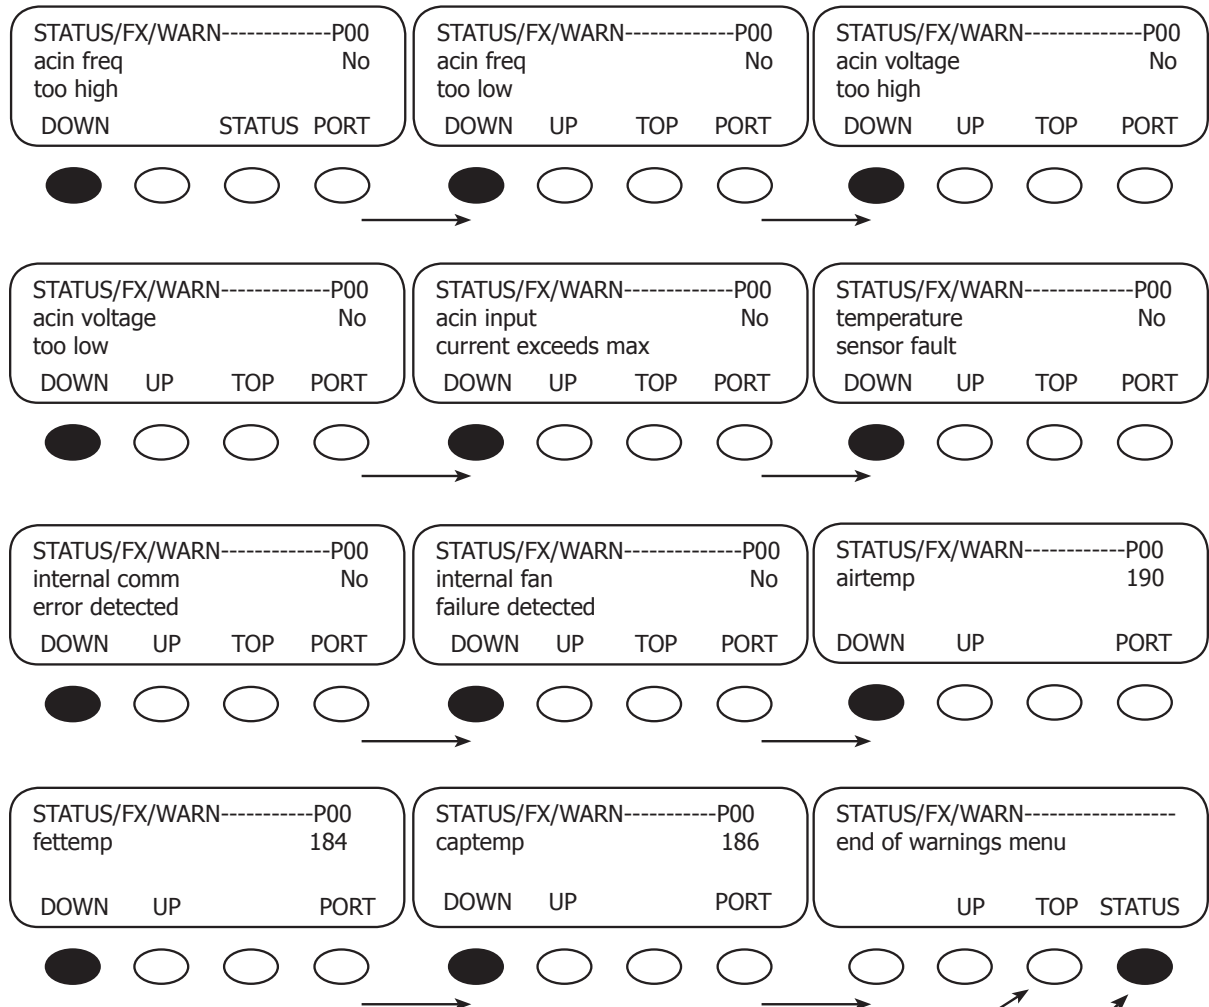 STATUS/FX/WARN-------------P00
acin freq No
too high
DOWN STATUS PORT
STATUS/FX/WARN-------------P00
acin freq No
too low
DOWN UP TOP PORT
STATUS/FX/WARN--------------P00
acin voltage No
too high
DOWN UP TOP PORT
STATUS/FX/WARN-------------P00
acin voltage No
too low
DOWN UP TOP PORT
STATUS/FX/WARN-------------P00
acin input No
current exceeds max
DOWN UP TOP PORT
STATUS/FX/WARN-------------P00
temperature No
sensor fault
DOWN UP TOP PORT
STATUS/FX/WARN-------------P00
internal comm No
error detected
DOWN UP TOP PORT
STATUS/FX/WARN--------------P00
internal fan No
failure detected
DOWN UP TOP PORT
STATUS/FX/WARN------------P00
airtemp 190
DOWN UP PORT
STATUS/FX/WARN-----------P00
fettemp 184
DOWN UP PORT
STATUS/FX/WARN-----------P00
captemp 186
DOWN UP PORT
STATUS/FX/WARN------------------
end of warnings menu
UP TOP STATUS